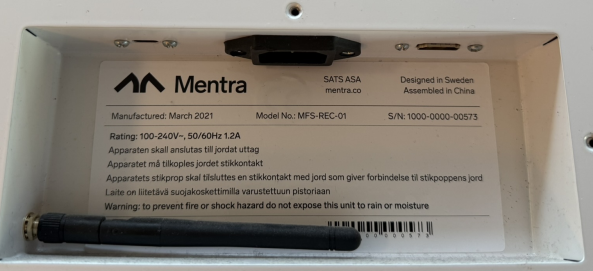 Mentra
SATS ASA
mentra.co
Designed in Sweden
Assembled in China
Manufactured: March 2021
Model No.: MFS-REC-01
S/N: 1000-0000-00573
Rating: 100-240V~, 50/60Hz 1.2A
Apparaten skall anslutas till jordat uttag
Apparatet må tilkoples jordet stikkontakt
Apparatets stikprop skal tilsluttes en stikkontakt med jord som giver forbindelse til stikpoppens jord
Laite on liitetävä suojakoskettimilla varustettuun pistoriaan
Warning: to prevent fire or shock hazard do not expose this unit to rain or moisture